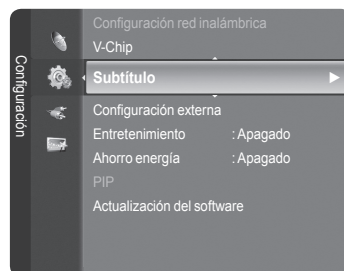 Configuración
Configuración red inalámbrica
V-Chip
Subtítulo
Configuración externa
Entretenimiento : Apagado
Ahorro energía : Apagado
PIP
Actualización del software